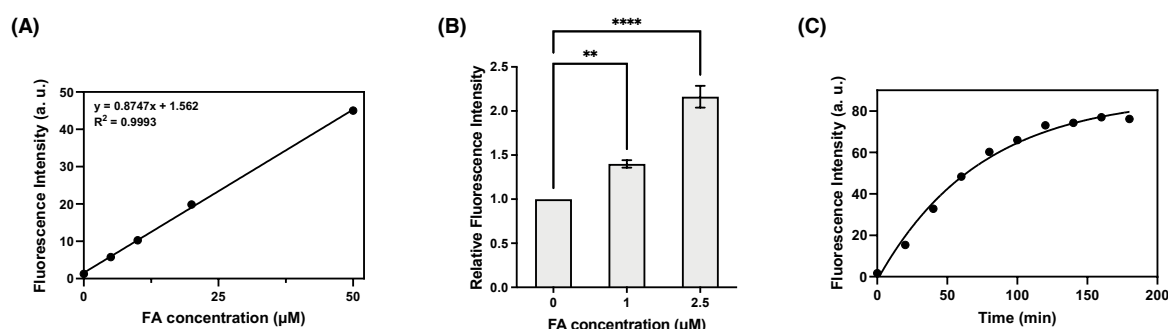 (A)
Fluorescence Intensity (a. u.)
50
40
30
20
10
0
y = 0.8747x + 1.562
R² = 0.9993
0 25 50
FA concentration (μM)
(B)
Relative Fluorescence Intensity
2.5
2.0
1.5
1.0
0.5
0.0
****
**
0 1 2.5
FA concentration (μM)
(C)
Fluorescence Intensity (a. u.)
80
60
40
20
0
0 50 100 150 200
Time (min)